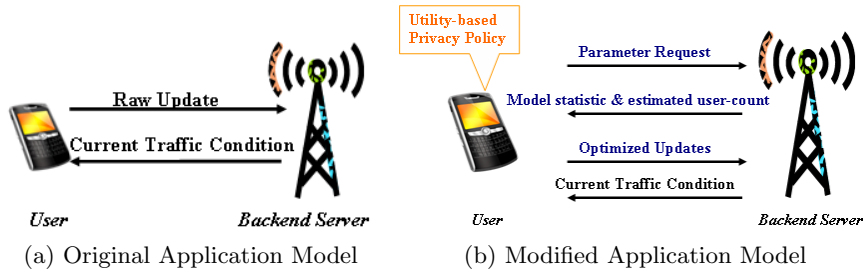 Raw Update
Current Traffic Condition
User
Backend Server
(a) Original Application Model
Utility-based
Privacy Policy
Parameter Request
Model statistic & estimated user-count
Optimized Updates
Current Traffic Condition
User
Backend Server
(b) Modified Application Model